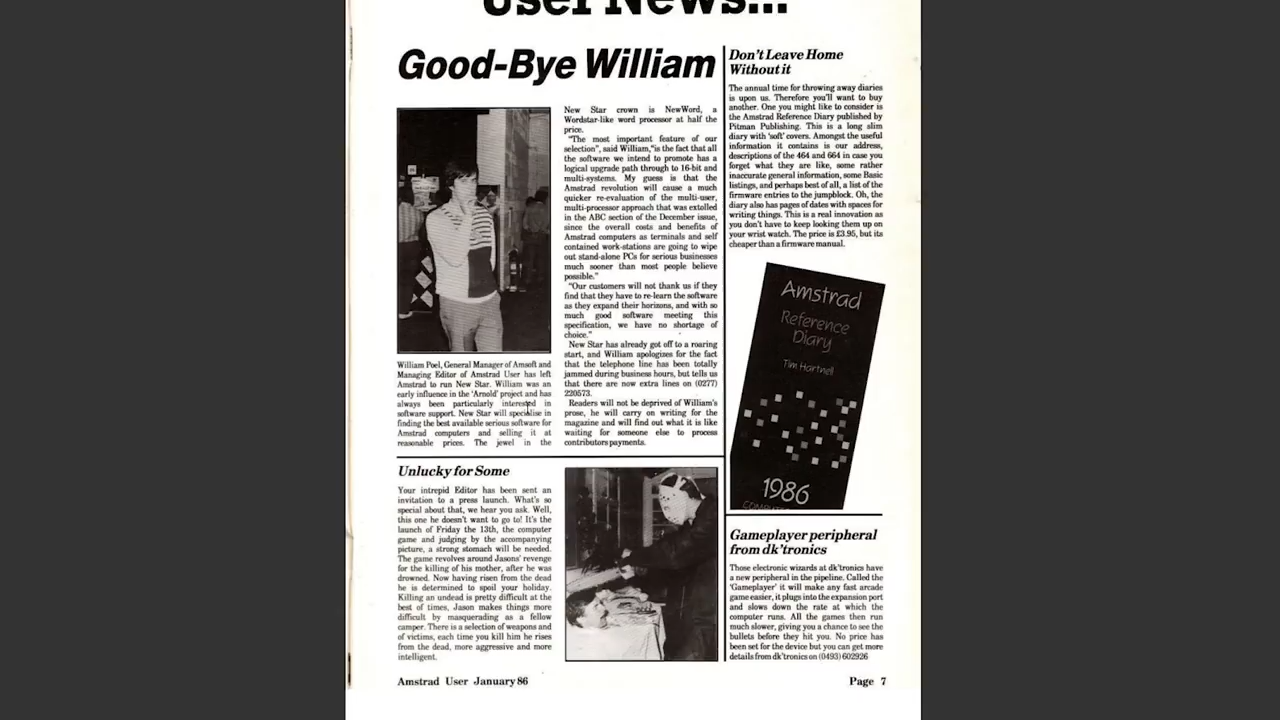 User News...
Good-Bye William
William Poel, General Manager of Amsoft and
Managing Editor of Amstrad User has left
Amstrad to run New Star. William was an
early influence in the 'Arnold' project and has
always been particularly interested in
software support. New Star will specialise in
finding the best available serious software for
Amstrad computers and selling it at
reasonable prices. The jewel in the
New Star crown is NewWord, a
Wordstar-like word processor at half the
price.
"The most important feature of our
selection", said William,"is the fact that all
the software we intend to promote has a
logical upgrade path through to 16-bit and
multi-systems. My guess is that the
Amstrad revolution will cause a much
quicker re-evaluation of the multi-user,
multi-processor approach that was extolled
in the ABC section of the December issue,
since the overall costs and benefits of
Amstrad computers as terminals and self
contained work-stations are going to wipe
out stand-alone PCs for serious businesses
much sooner than most people believe
possible."
"Our customers will not thank us if they
find that they have to re-learn the software
as they expand their horizons, and with so
much good software meeting this
specification, we have no shortage of
choice."
New Star has already got off to a roaring
start, and William apologizes for the fact
that the telephone line has been totally
jammed during business hours, but tells us
that there are now extra lines on (0277)
220573.
Readers will not be deprived of William's
prose, he will carry on writing for the
magazine and will find out what it is like
waiting for someone else to process
contributors payments.
Unlucky for Some
Your intrepid Editor has been sent an
invitation to a press launch. What's so
special about that, we hear you ask. Well,
this one he doesn't want to go to! It's the
launch of Friday the 13th, the computer
game and judging by the accompanying
picture, a strong stomach will be needed.
The game revolves around Jasons' revenge
for the killing of his mother, after he was
drowned. Now having risen from the dead
he is determined to spoil your holiday.
Killing an undead is pretty difficult at the
best of times, Jason makes things more
difficult by masquerading as a fellow
camper. There is a selection of weapons and
of victims, each time you kill him he rises
from the dead, more aggressive and more
intelligent.
Don't Leave Home
Without it
The annual time for throwing away diaries
is upon us. Therefore you'll want to buy
another. One you might like to consider is
the Amstrad Reference Diary published by
Pitman Publishing. This is a long slim
diary with 'soft' covers. Amongst the useful
information it contains is our address,
descriptions of the 464 and 664 in case you
forget what they are like, some rather
inaccurate general information, some Basic
listings, and perhaps best of all, a list of the
firmware entries to the jumpblock. Oh, the
diary also has pages of dates with spaces for
writing things. This is a real innovation as
you don't have to keep looking them up on
your wrist watch. The price is £3.95, but its
cheaper than a firmware manual.
Amstrad
Reference
Diary
Tim Hartnell
1986
Gameplayer peripheral
from dk'tronics
Those electronic wizards at dk'tronics have
a new peripheral in the pipeline. Called the
'Gameplayer' it will make any fast arcade
game easier, it plugs into the expansion port
and slows down the rate at which the
computer runs. All the games then run
much slower, giving you a chance to see the
bullets before they hit you. No price has
been set for the device but you can get more
details from dk'tronics on (0493) 602926
Amstrad User January 86
Page 7